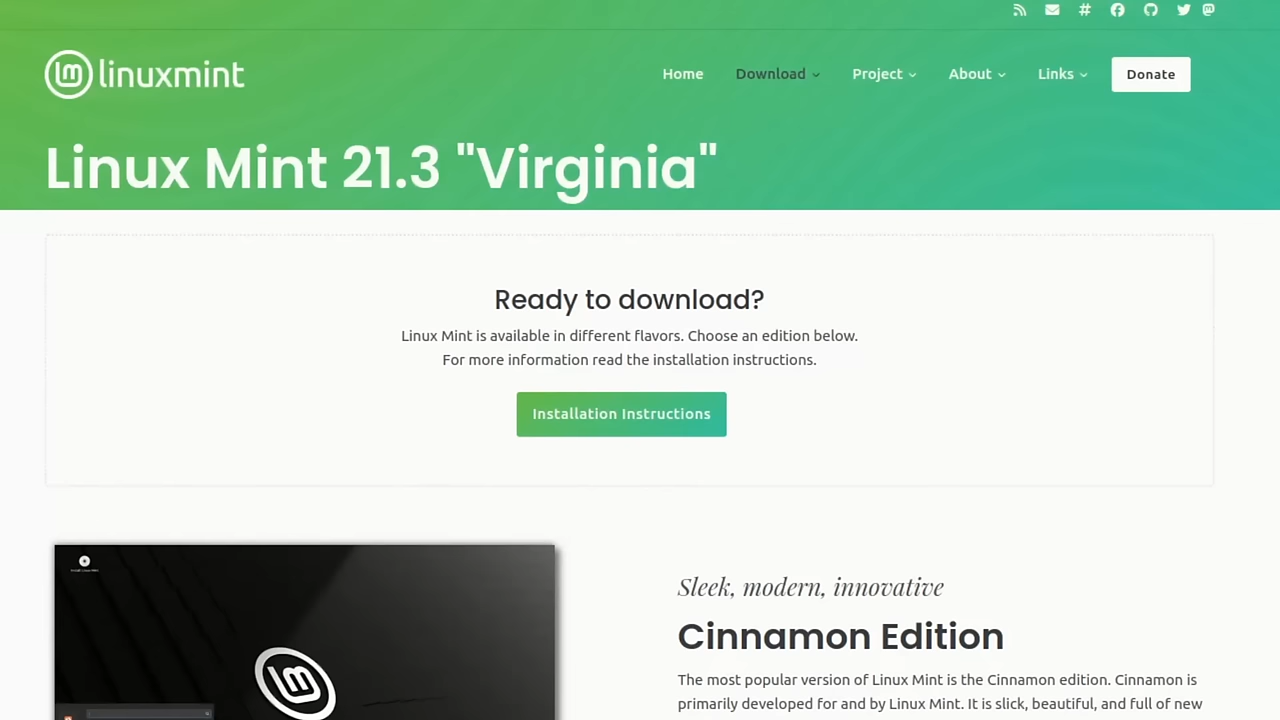 linuxmint
Home Download Project About Links Donate
Linux Mint 21.3 "Virginia"
Ready to download?
Linux Mint is available in different flavors. Choose an edition below.
For more information read the installation instructions.
Installation Instructions
Sleek, modern, innovative
Cinnamon Edition
The most popular version of Linux Mint is the Cinnamon edition. Cinnamon is
primarily developed for and by Linux Mint. It is slick, beautiful, and full of new